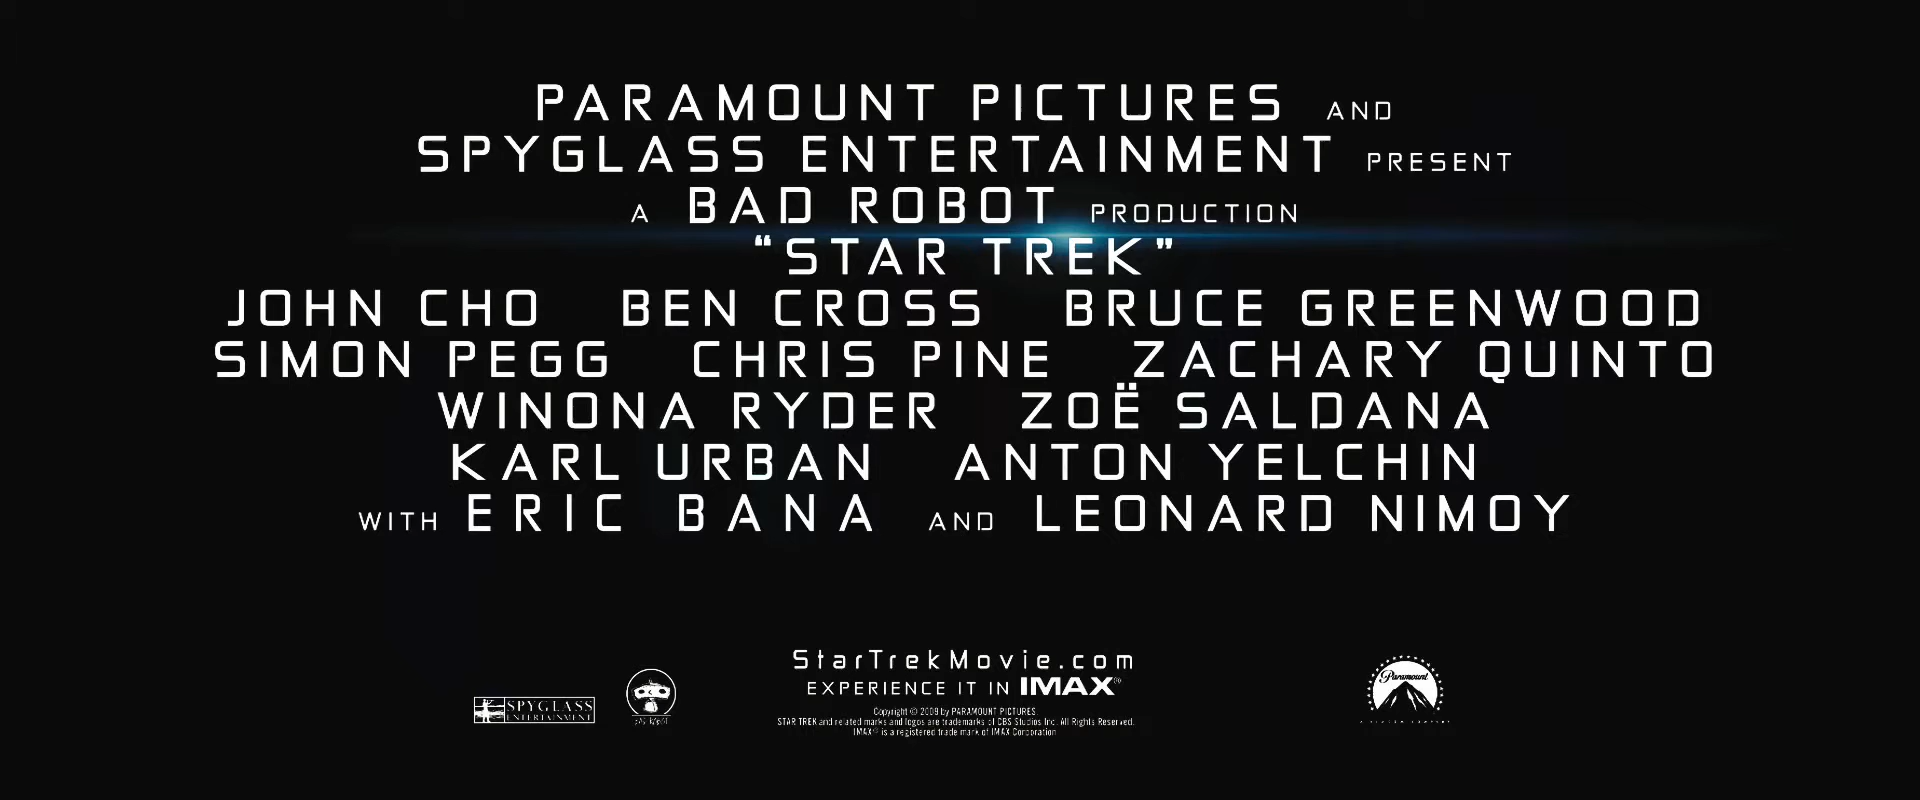 PARAMOUNT PICTURES AND
SPYGLASS ENTERTAINMENT PRESENT
A BAD ROBOT PRODUCTION
“STAR TREK”
JOHN CHO BEN CROSS BRUCE GREENWOOD
SIMON PEGG CHRIS PINE ZACHARY QUINTO
WINONA RYDER ZOË SALDANA
KARL URBAN ANTON YELCHIN
WITH ERIC BANA AND LEONARD NIMOY
StarTrekMovie.com
EXPERIENCE IT IN IMAX®
Copyright © 2009 by PARAMOUNT PICTURES.
STAR TREK and related marks and logos are trademarks of CBS Studios Inc. All Rights Reserved.
IMAX® is a registered trade mark of IMAX Corporation
SPYGLASS
ENTERTAINMENT
BAD ROBOT
Paramount